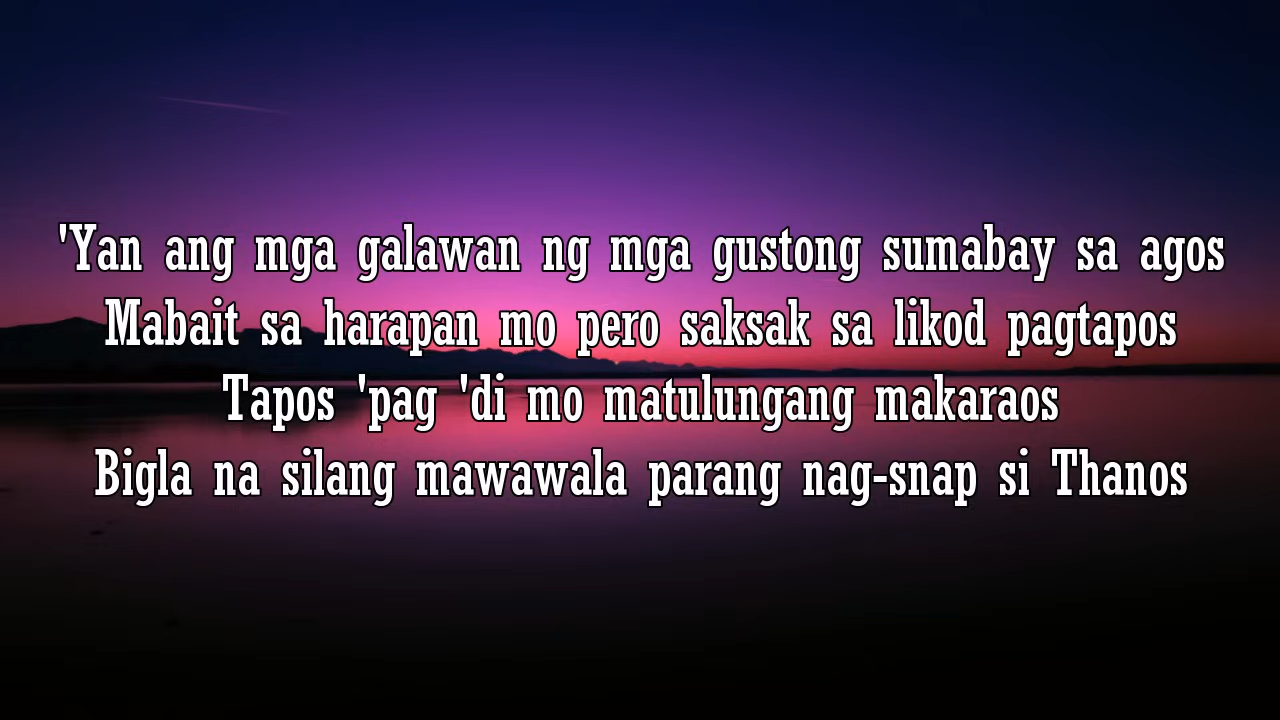 'Yan ang mga galawan ng mga gustong sumabay sa agos
Mabait sa harapan mo pero saksak sa likod pagtapos
Tapos 'pag 'di mo matulungang makaraos
Bigla na silang mawawala parang nag-snap si Thanos